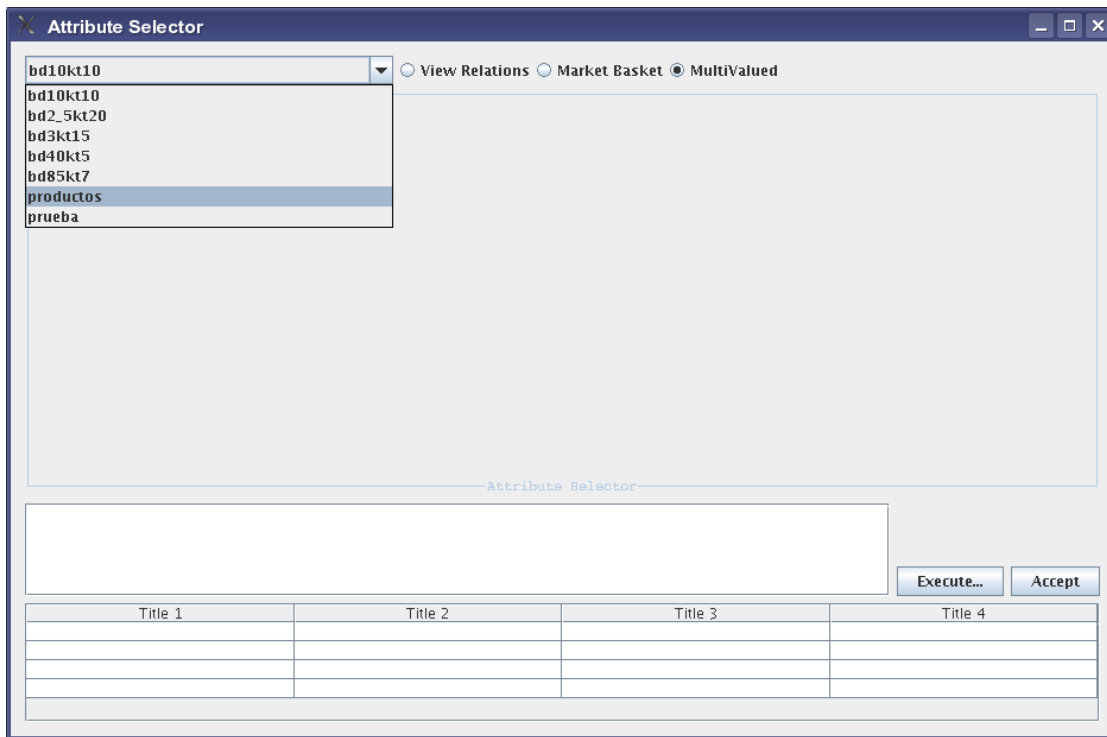 Attribute Selector
bd10kt10 View Relations Market Basket MultiValued
bd10kt10
bd2_5kt20
bd3kt15
bd40kt5
bd85kt7
productos
prueba
Attribute Selector
Execute... Accept
Title 1 Title 2 Title 3 Title 4